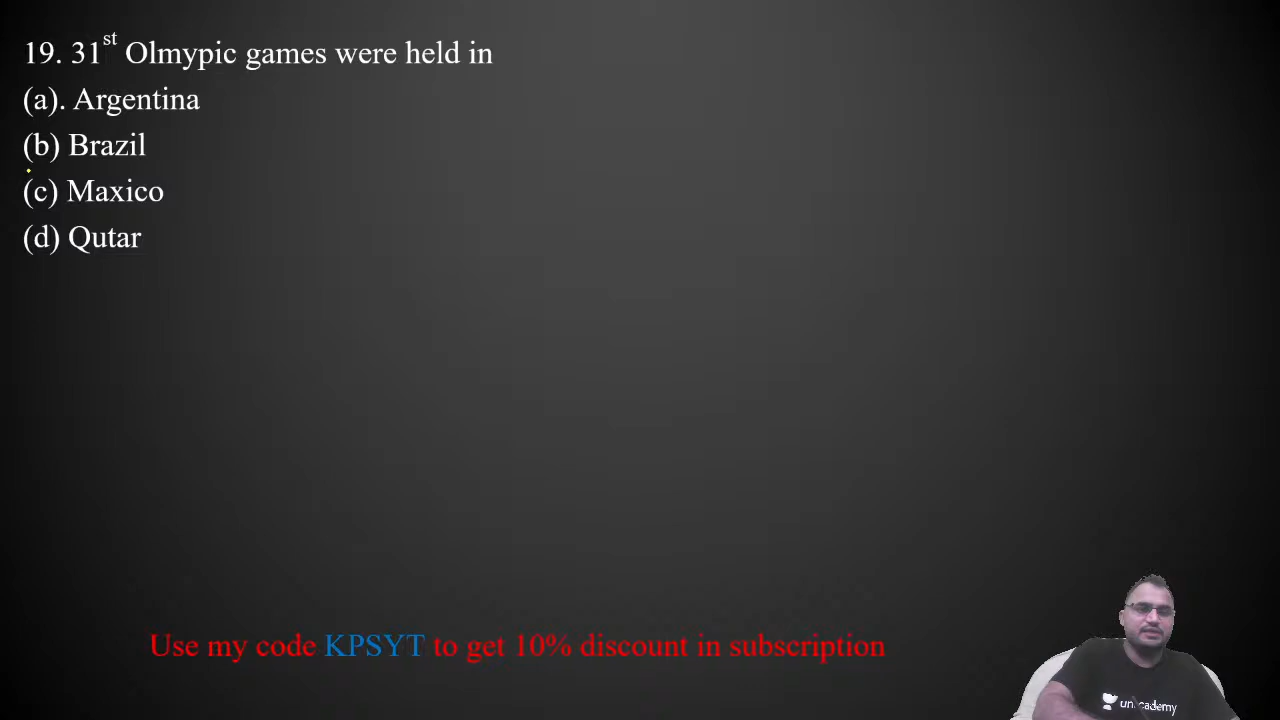 19. 31st Olmypic games were held in
(a). Argentina
(b) Brazil
(c) Maxico
(d) Qutar
Use my code KPSYT to get 10% discount in subscription
unacademy